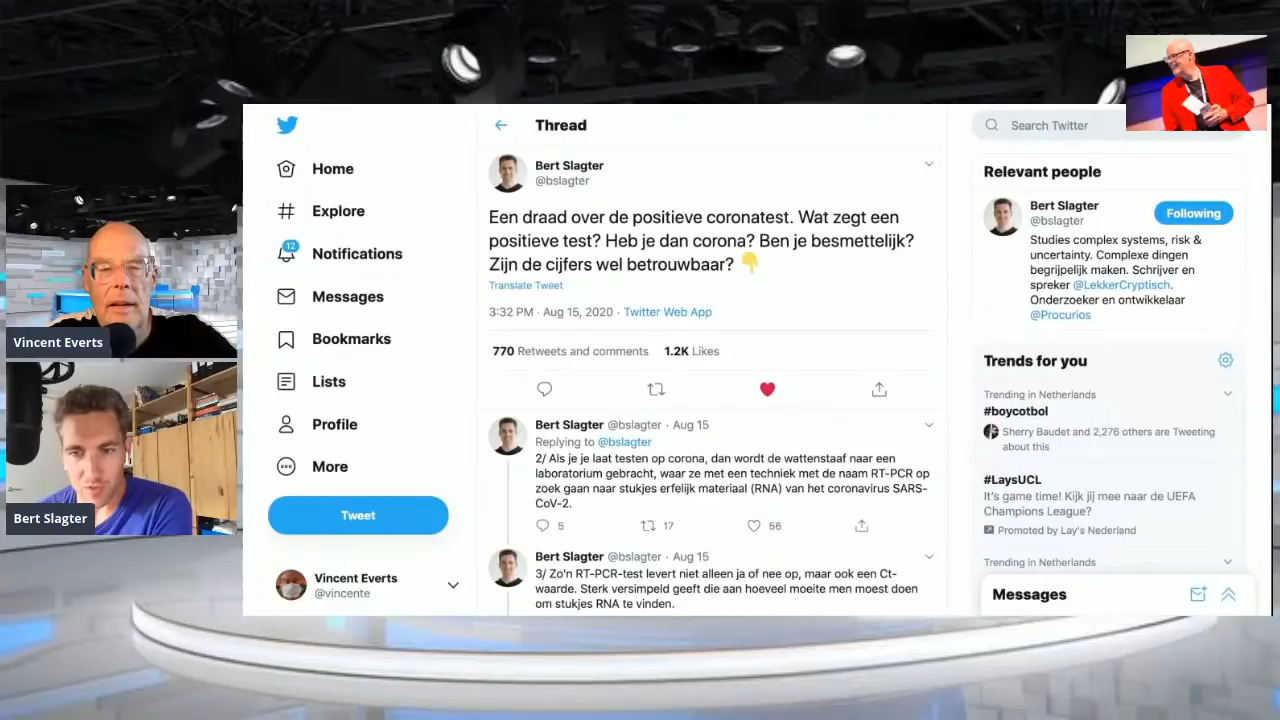 Vincent Everts
Bert Slagter
Home
Explore
12
Notifications
Messages
Bookmarks
Lists
Profile
More
Tweet
Vincent Everts
@vincente
Thread
Bert Slagter
@bslagter
Een draad over de positieve coronatest. Wat zegt een
positieve test? Heb je dan corona? Ben je besmettelijk?
Zijn de cijfers wel betrouwbaar? 👇
Translate Tweet
3:32 PM · Aug 15, 2020 · Twitter Web App
770 Retweets and comments 1.2K Likes
Bert Slagter @bslagter · Aug 15
Replying to @bslagter
2/ Als je je laat testen op corona, dan wordt de wattenstaaf naar een
laboratorium gebracht, waar ze met een techniek met de naam RT-PCR op
zoek gaan naar stukjes erfelijk materiaal (RNA) van het coronavirus SARS-
CoV-2.
5 17 56
Bert Slagter @bslagter · Aug 15
3/ Zo'n RT-PCR-test levert niet alleen ja of nee op, maar ook een Ct-
waarde. Sterk versimpeld geeft die aan hoeveel moeite men moest doen
om stukjes RNA te vinden.
Search Twitter
Relevant people
Bert Slagter
@bslagter
Following
Studies complex systems, risk &
uncertainty. Complexe dingen
begrijpelijk maken. Schrijver en
spreker @LekkerCryptisch.
Onderzoeker en ontwikkelaar
@Procurios
Trends for you
Trending in Netherlands
#boycotbol
Sherry Baudet and 2,276 others are Tweeting
about this
#LaysUCL
It's game time! Kijk jij mee naar de UEFA
Champions League?
Promoted by Lay's Nederland
Trending in Netherlands
Messages